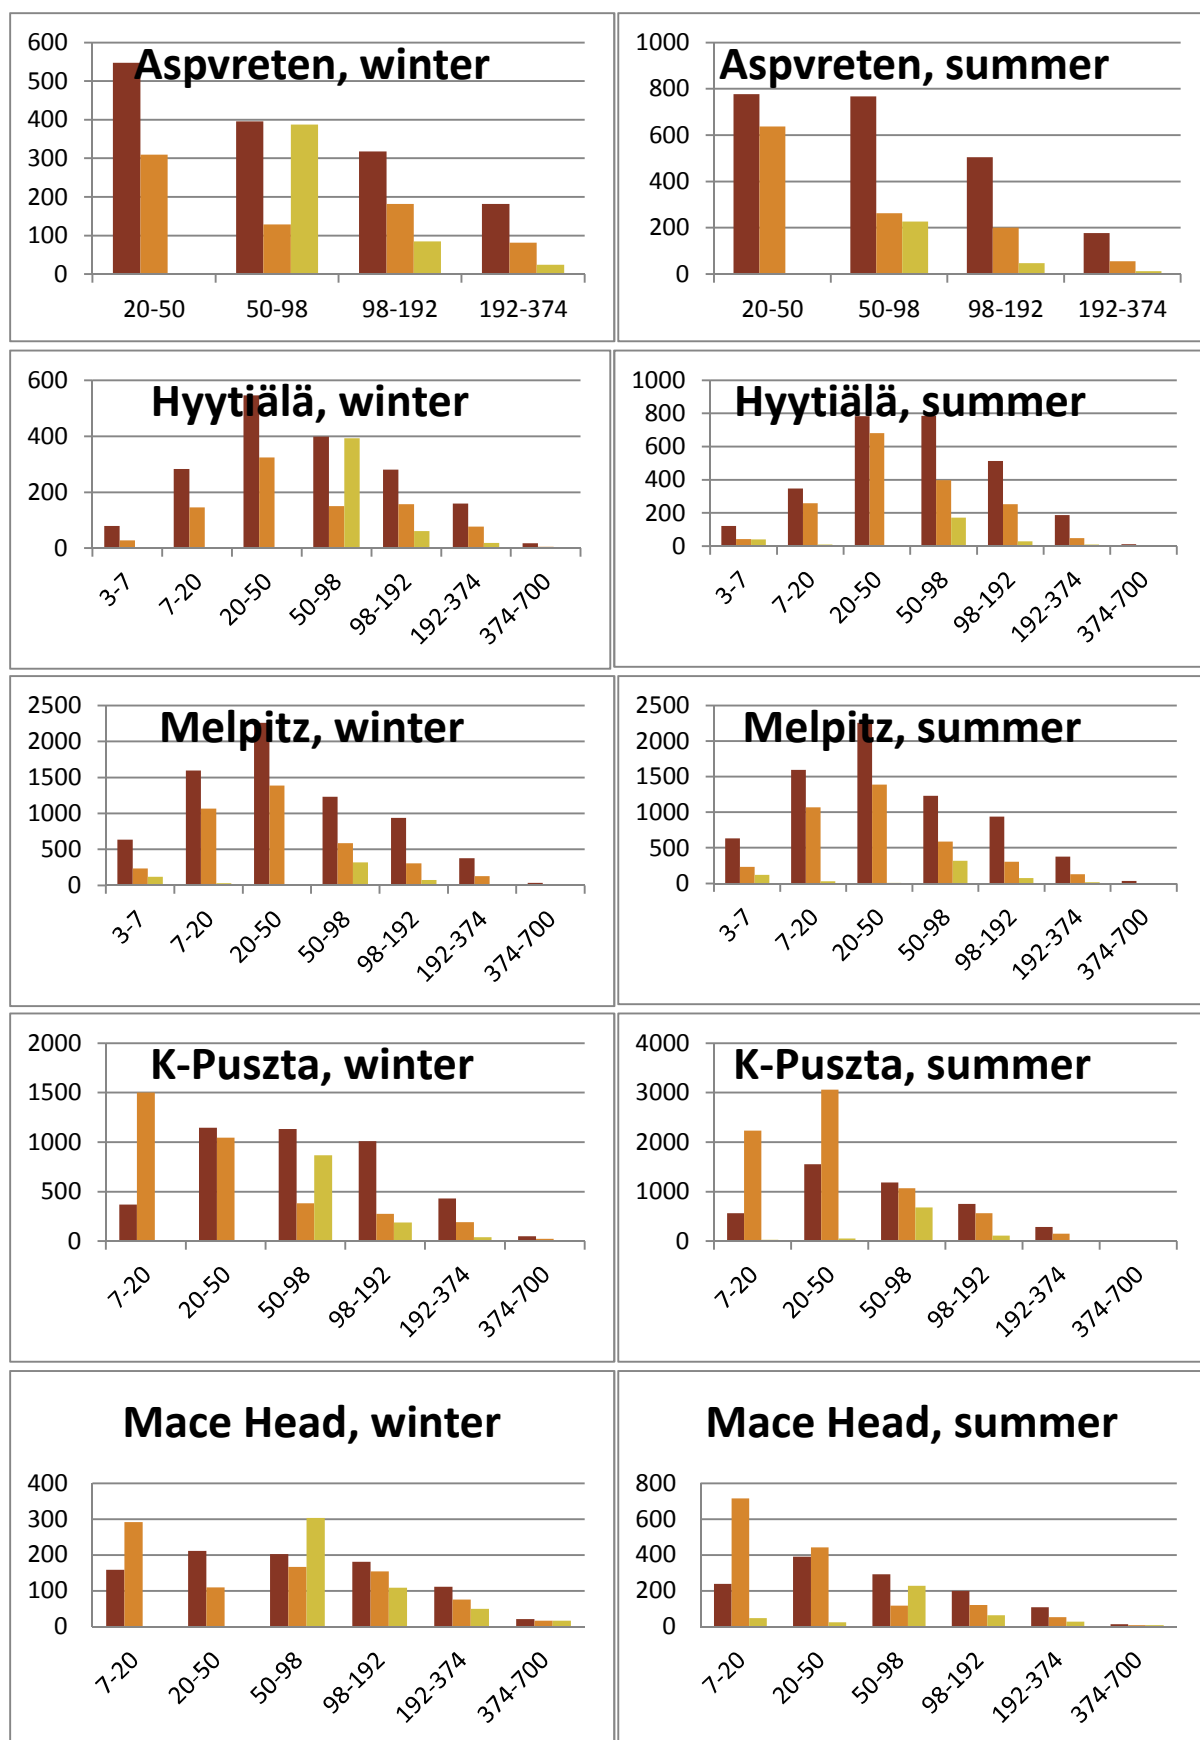 Aspvreten, winter
600
500
400
300
200
100
0
20-50 50-98 98-192 192-374
Aspvreten, summer
1000
800
600
400
200
0
20-50 50-98 98-192 192-374
Hyytiälä, winter
600
400
200
0
3-7 7-20 20-50 50-98 98-192 192-374 374-700
Hyytiälä, summer
1000
800
600
400
200
0
3-7 7-20 20-50 50-98 98-192 192-374 374-700
Melpitz, winter
2500
2000
1500
1000
500
0
3-7 7-20 20-50 50-98 98-192 192-374 374-700
Melpitz, summer
2500
2000
1500
1000
500
0
3-7 7-20 20-50 50-98 98-192 192-374 374-700
K-Puszta, winter
2000
1500
1000
500
0
7-20 20-50 50-98 98-192 192-374 374-700
K-Puszta, summer
4000
3000
2000
1000
0
7-20 20-50 50-98 98-192 192-374 374-700
Mace Head, winter
400
300
200
100
0
7-20 20-50 50-98 98-192 192-374 374-700
Mace Head, summer
800
600
400
200
0
7-20 20-50 50-98 98-192 192-374 374-700